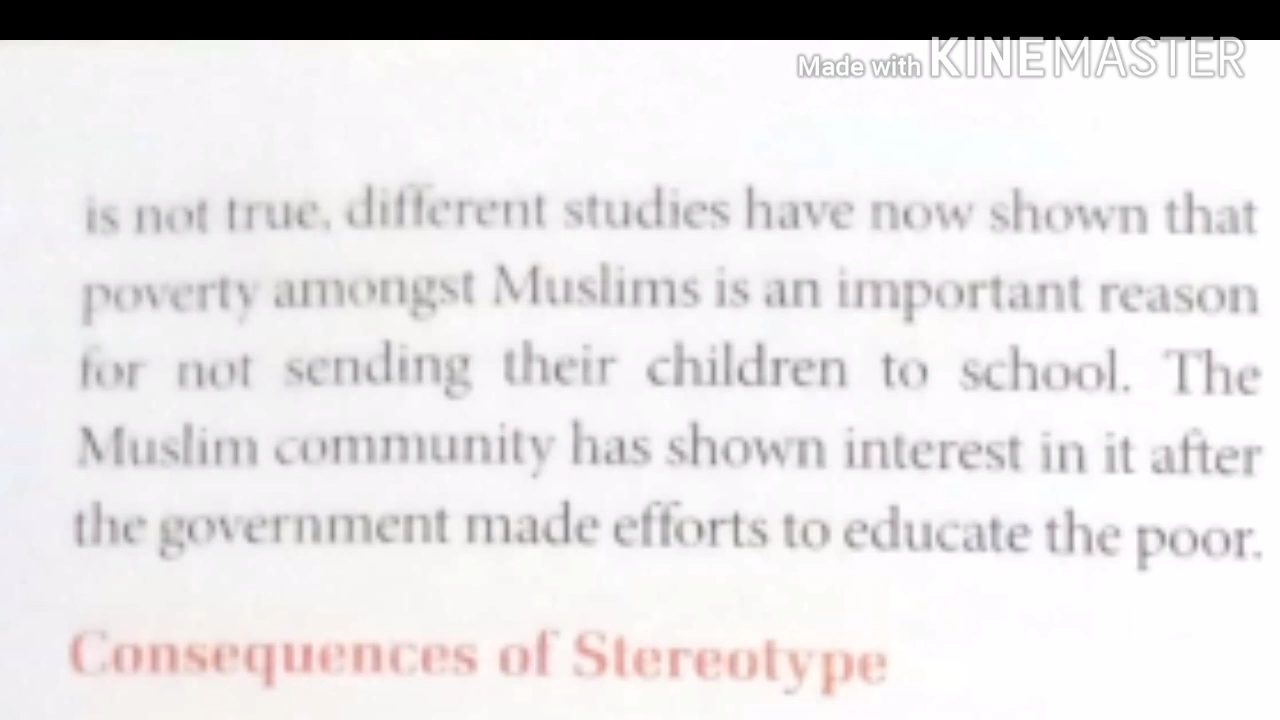 Made with KINEMASTER
is not true, different studies have now shown that
poverty amongst Muslims is an important reason
for not sending their children to school. The
Muslim community has shown interest in it after
the government made efforts to educate the poor.
Consequences of Stereotype